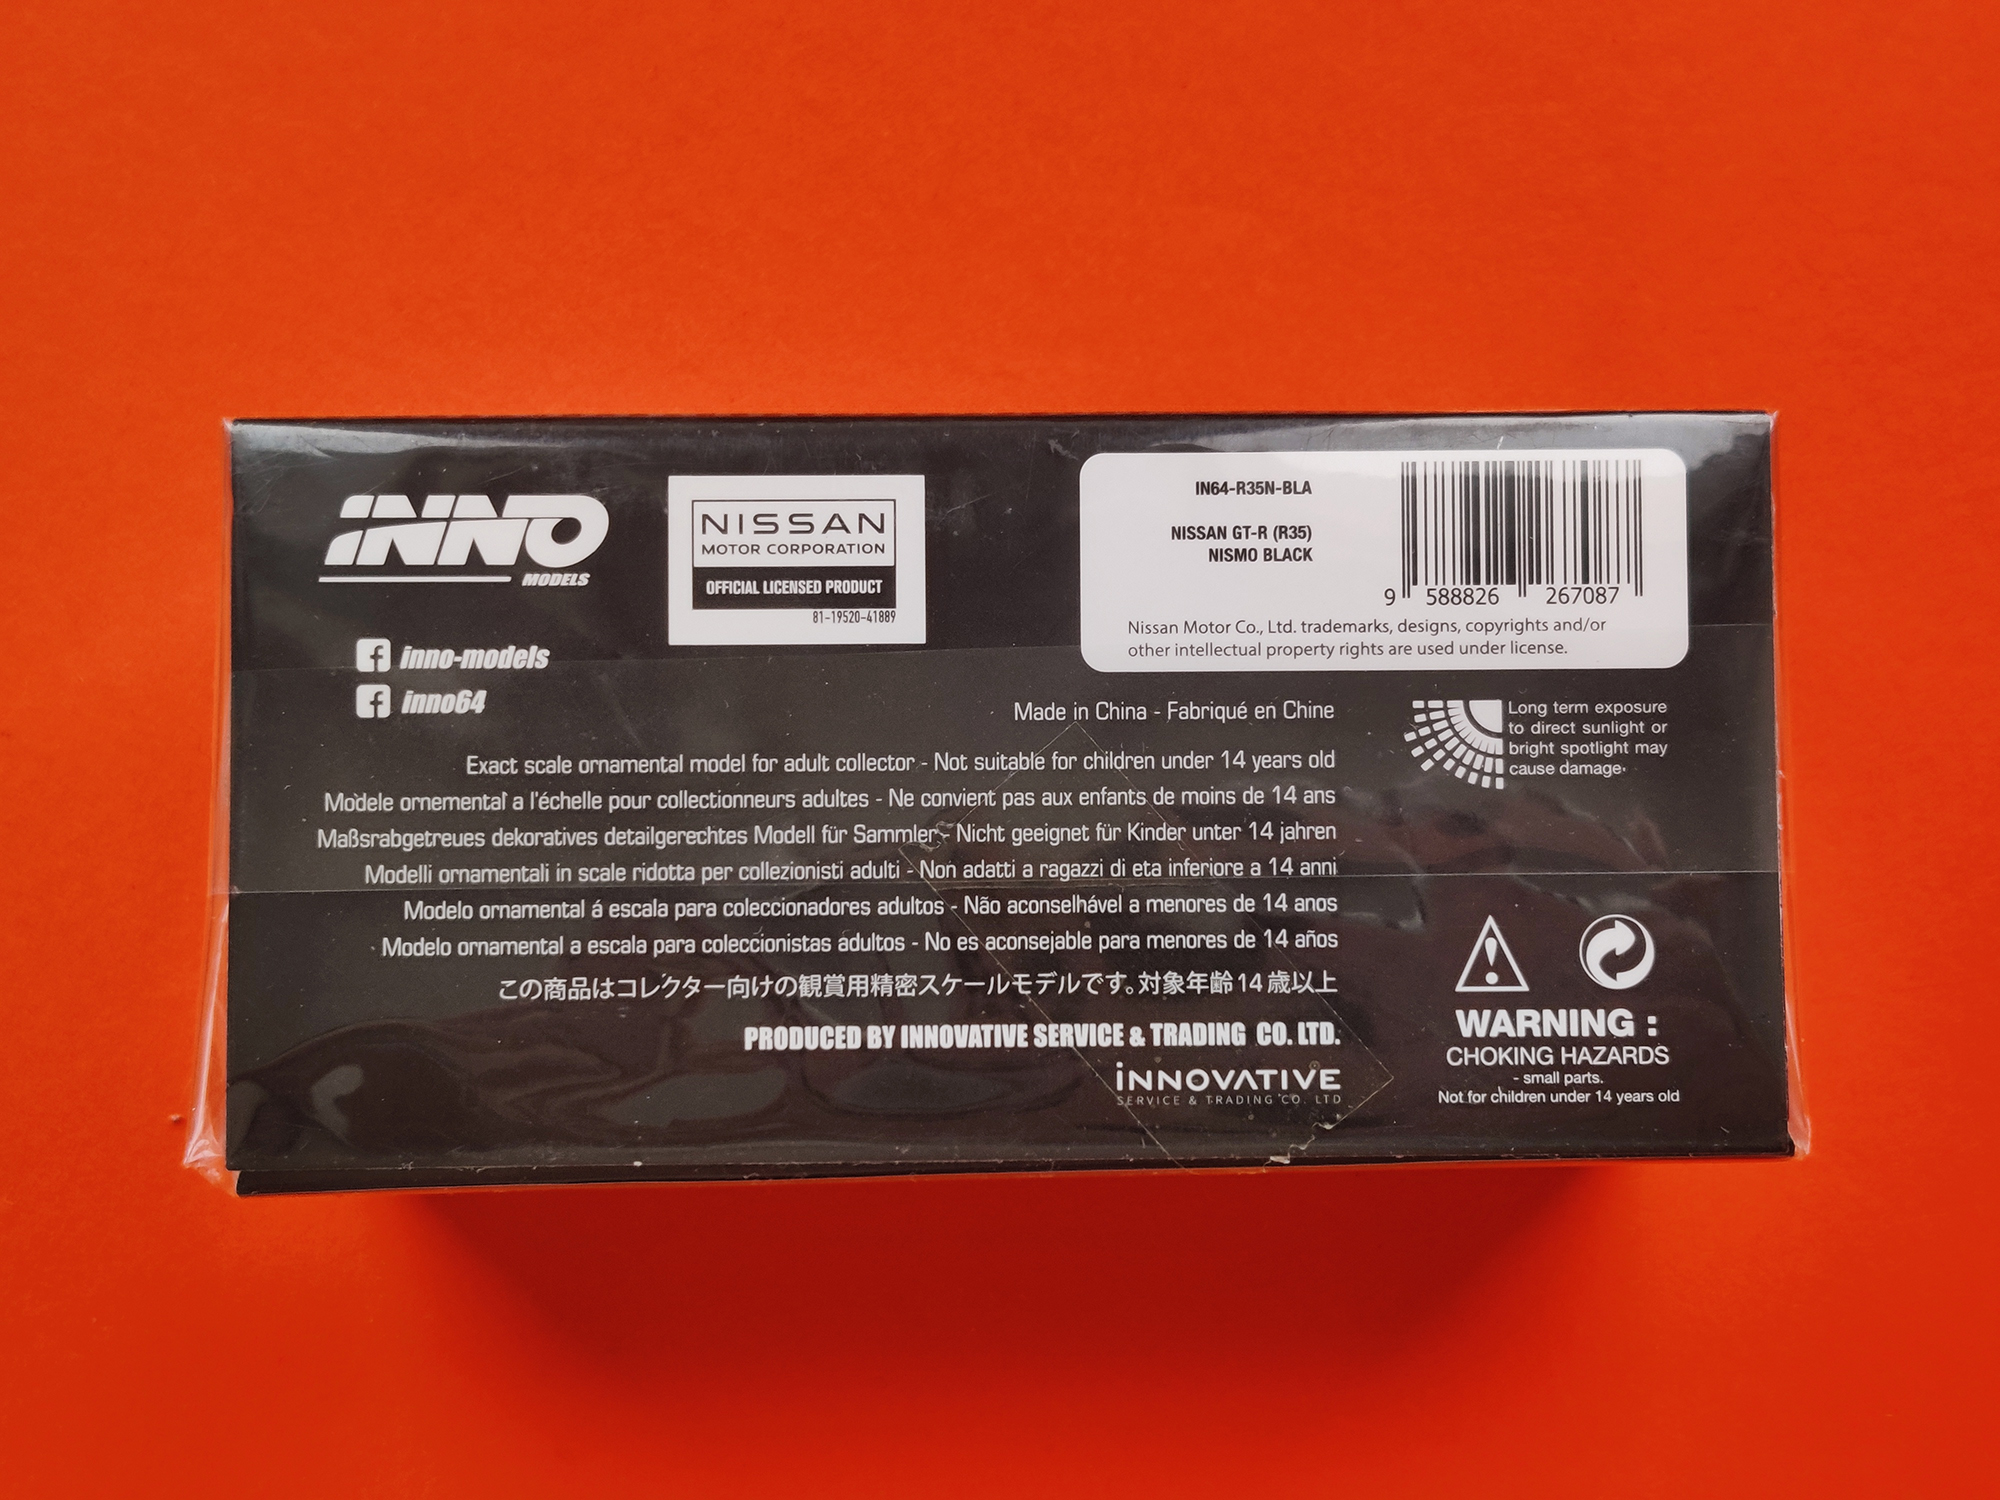 INNO
MODELS
inno-models
inno64
NISSAN
MOTOR CORPORATION
OFFICIAL LICENSED PRODUCT
81-19520-41889
IN64-R35N-BLA
NISSAN GT-R (R35)
NISMO BLACK
9 588826 267087
Nissan Motor Co., Ltd. trademarks, designs, copyrights and/or
other intellectual property rights are used under license.
Made in China - Fabriqué en Chine
Long term exposure
to direct sunlight or
bright spotlight may
cause damage.
Exact scale ornamental model for adult collector - Not suitable for children under 14 years old
Modèle ornemental a l'échelle pour collectionneurs adultes - Ne convient pas aux enfants de moins de 14 ans
Maßsrabgetreues dekoratives detailgerechtes Modell für Sammler - Nicht geeignet für Kinder unter 14 jahren
Modelli ornamentali in scale ridotta per collezionisti adulti - Non adatti a ragazzi di eta inferiore a 14 anni
Modelo ornamental á escala para coleccionadores adultos - Não aconselhável a menores de 14 anos
Modelo ornamental a escala para coleccionistas adultos - No es aconsejable para menores de 14 años
この商品はコレクター向けの観賞用精密スケールモデルです。対象年齢14歳以上
PRODUCED BY INNOVATIVE SERVICE & TRADING CO. LTD.
INNOVATIVE
SERVICE & TRADING CO. LTD
WARNING :
CHOKING HAZARDS
- small parts.
Not for children under 14 years old